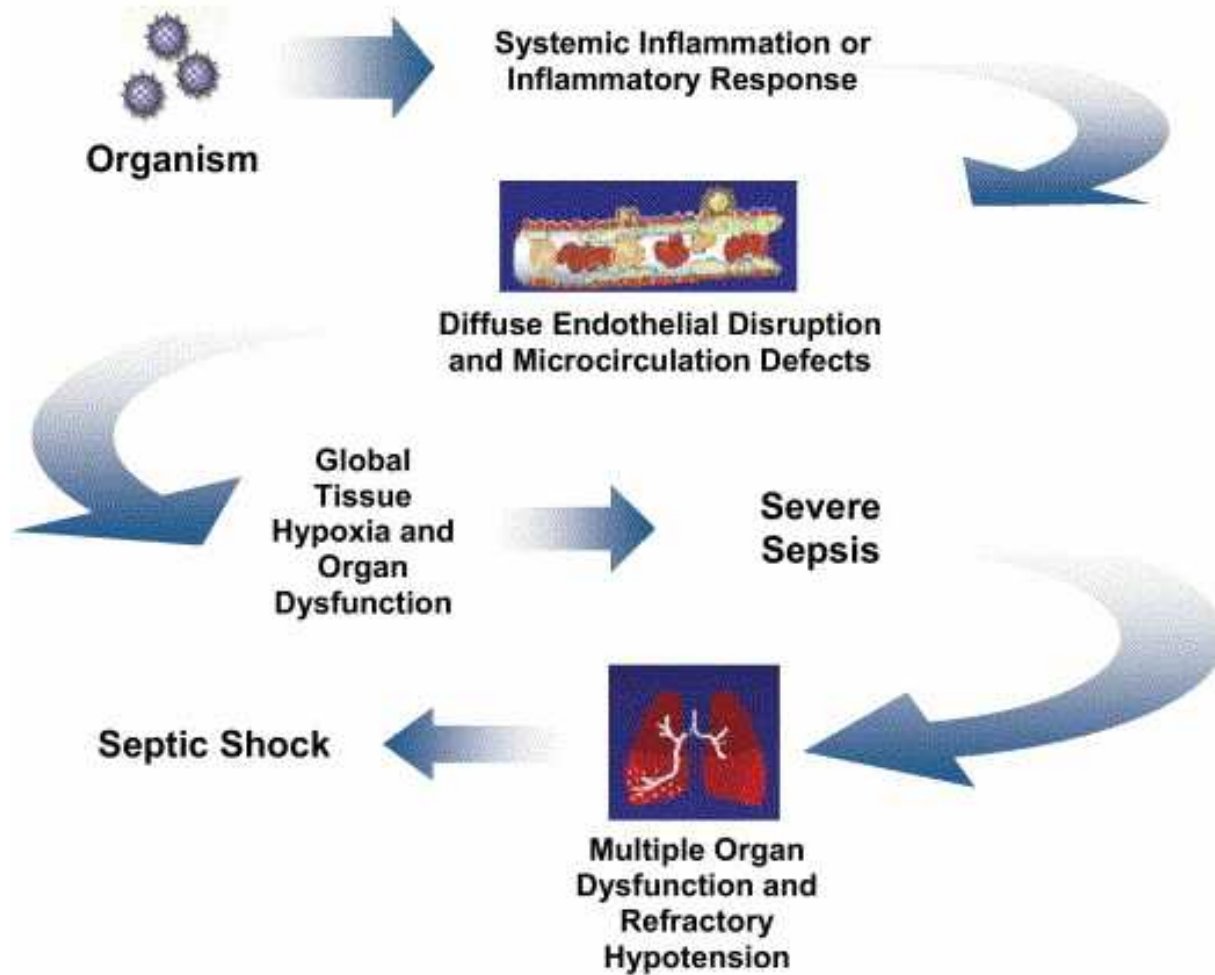 Systemic Inflammation or
Inflammatory Response
Organism
Diffuse Endothelial Disruption
and Microcirculation Defects
Global
Tissue
Hypoxia and
Organ
Dysfunction
Severe
Sepsis
Septic Shock
Multiple Organ
Dysfunction and
Refractory
Hypotension